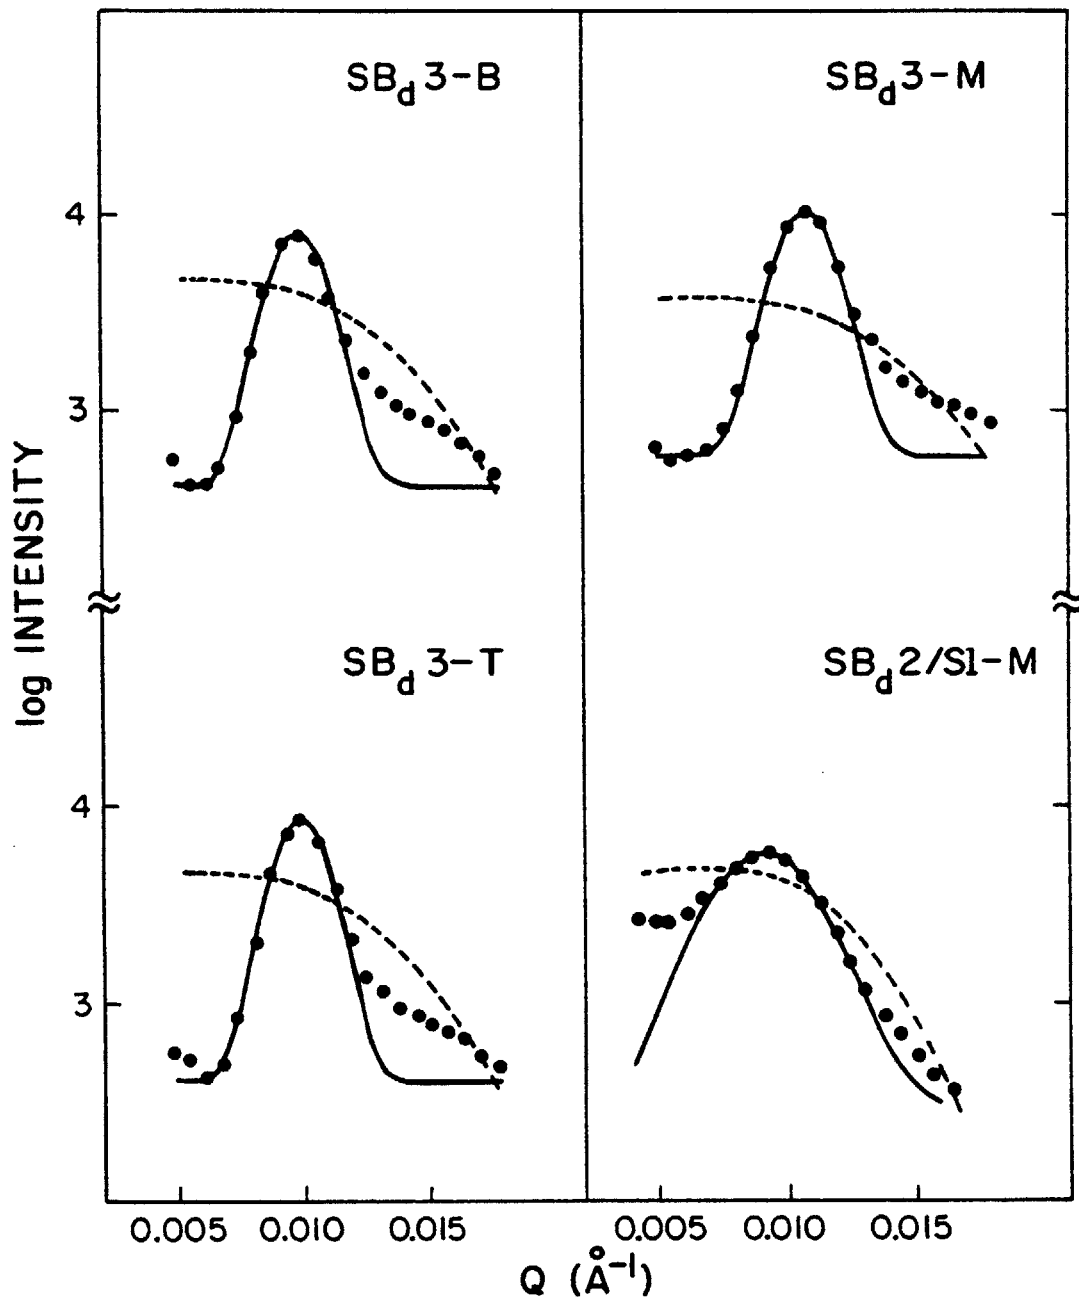 SBd3-B
SBd3-M
4
3
log INTENSITY
SBd3-T
SBd2/S1-M
4
3
0.005 0.010 0.015 0.005 0.010 0.015
Q (Å⁻¹)